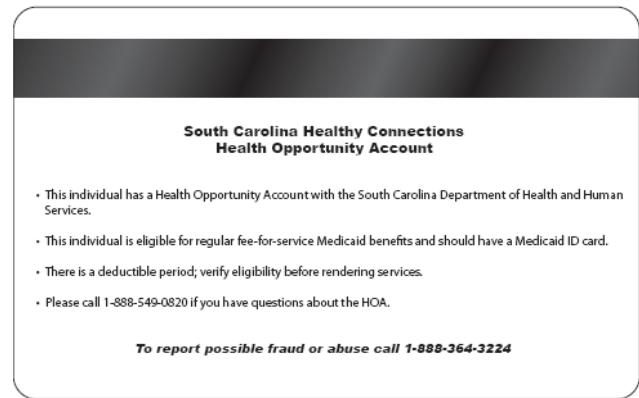 South Carolina Healthy Connections
Health Opportunity Account
• This individual has a Health Opportunity Account with the South Carolina Department of Health and Human
Services.
• This individual is eligible for regular fee-for-service Medicaid benefits and should have a Medicaid ID card.
• There is a deductible period; verify eligibility before rendering services.
• Please call 1-888-549-0820 if you have questions about the HOA.
To report possible fraud or abuse call 1-888-364-3224